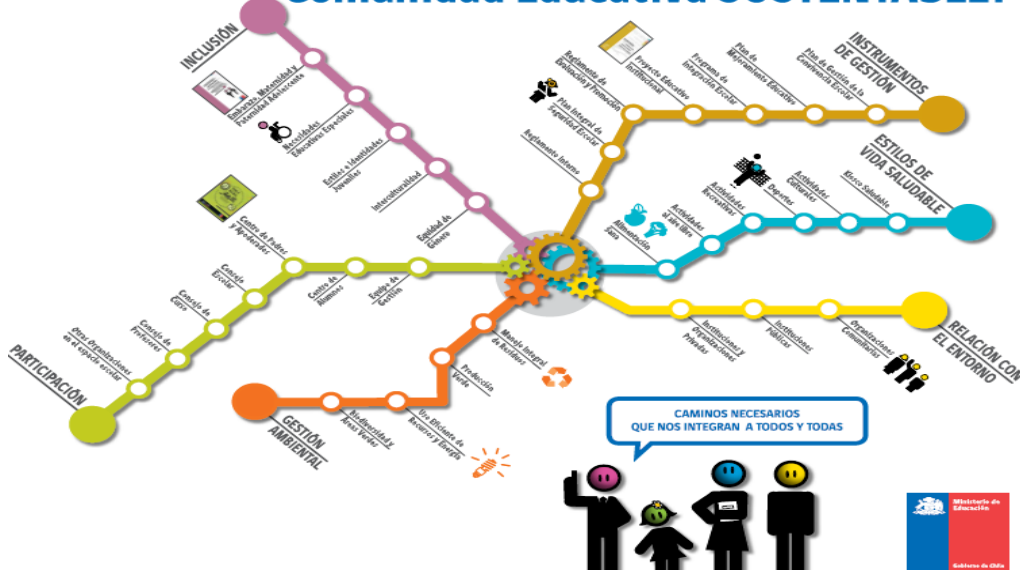 Comunidad Educativa SUSTENTABLE!
INCLUSIÓN
Embarazo, Maternidad y
Paternidad Adolescente
Necesidades
Educativas Especiales
Estilos e Identidades
Juveniles
Interculturalidad
Equidad de
Género
INSTRUMENTOS
DE GESTIÓN
Plan de Gestión de la
Convivencia Escolar
Plan de
Mejoramiento Educativo
Programa de
Integración Escolar
Proyecto Educativo
Institucional
Reglamento de
Evaluación y Promoción
Plan Integral de
Seguridad Escolar
Reglamento Interno
ESTILOS DE
VIDA SALUDABLE
Kiosco Saludable
Actividades
Culturales
Deportes
Actividades
Recreativas
Actividades
al aire libre
Alimentación
Sana
RELACIÓN CON
EL ENTORNO
Instituciones y
Organizaciones
Privadas
Instituciones
Públicas
Organizaciones
Comunitarias
PARTICIPACIÓN
Centro de Padres
y Apoderados
Consejo
Escolar
Consejo de
Curso
Consejo de
Profesores
Otras Organizaciones
en el espacio escolar
Centro de
Alumnos
Equipo de
Gestión
GESTIÓN
AMBIENTAL
Manejo Integral
de Residuos
Producción
Verde
Uso Eficiente de
Recursos y Energía
Biodiversidad y
Áreas Verdes
CAMINOS NECESARIOS
QUE NOS INTEGRAN A TODOS Y TODAS
Ministerio de
Educación
Gobierno de Chile